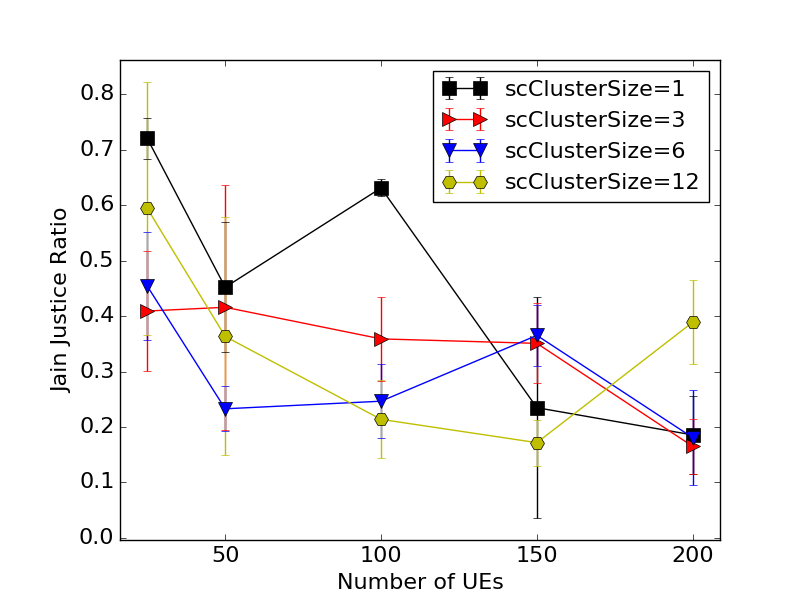 scClusterSize=1
scClusterSize=3
scClusterSize=6
scClusterSize=12
Jain Justice Ratio
0.8
0.7
0.6
0.5
0.4
0.3
0.2
0.1
0.0
50 100 150 200
Number of UEs